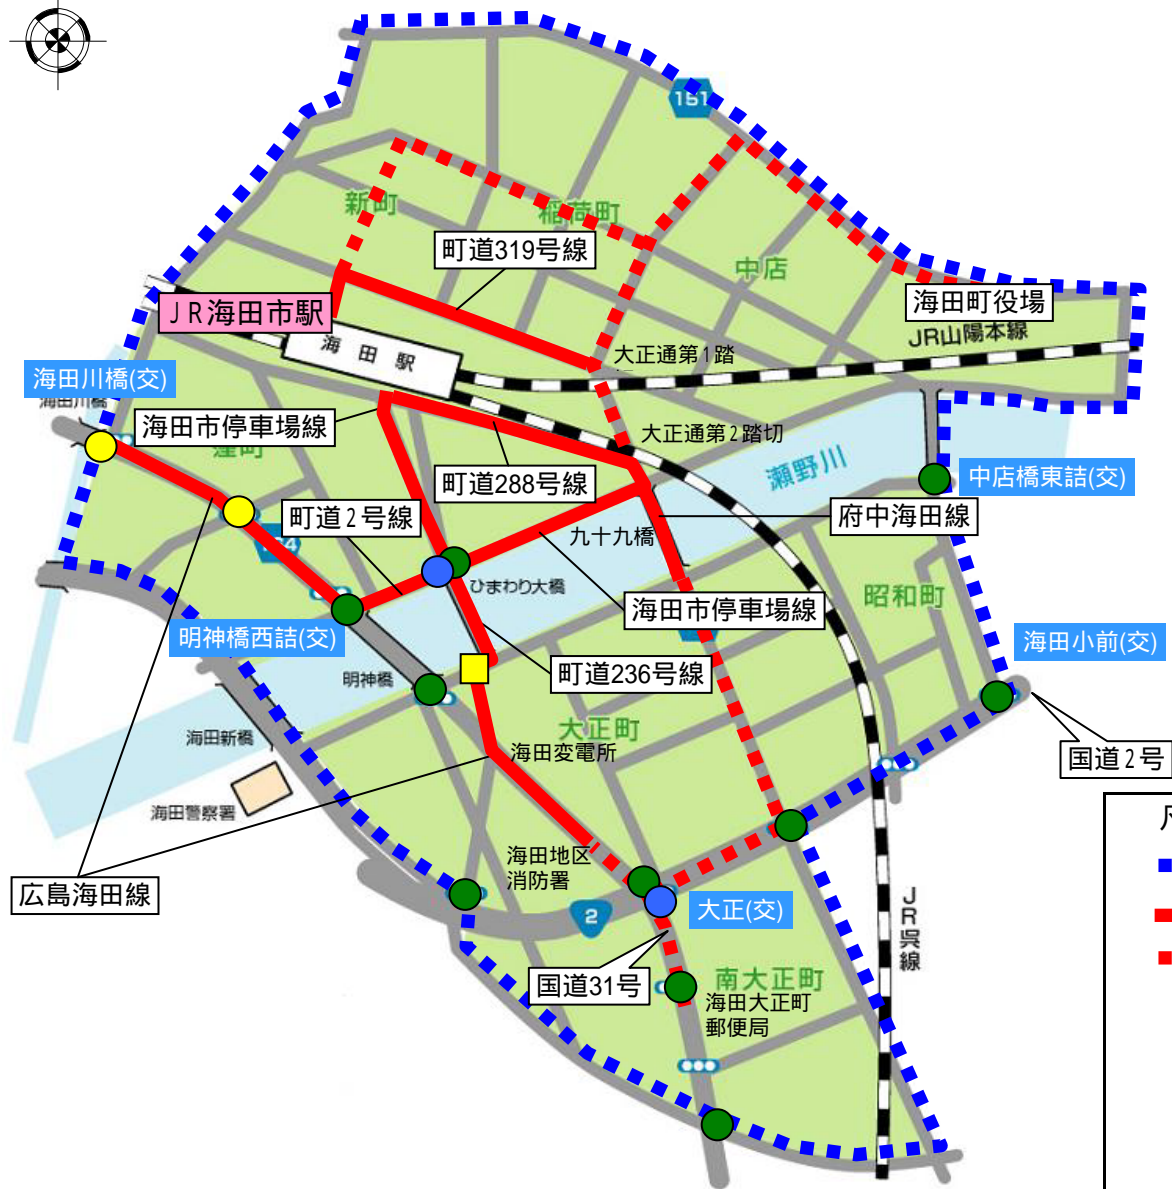 151
新町
稲荷町
町道319号線
中店
海田町役場
JR海田市駅
海田駅
JR山陽本線
大正通第1踏
海田川橋(交)
海田川橋
海田市停車場線
窪町
大正通第2踏切
瀬野川
中店橋東詰(交)
町道288号線
町道2号線
府中海田線
九十九橋
ひまわり大橋
昭和町
海田市停車場線
明神橋西詰(交)
海田小前(交)
明神橋
町道236号線
大正町
海田新橋
海田変電所
国道2号
海田警察署
海田地区
消防署
広島海田線
2
大正(交)
JR呉線
国道31号
南大正町
海田大正町
郵便局